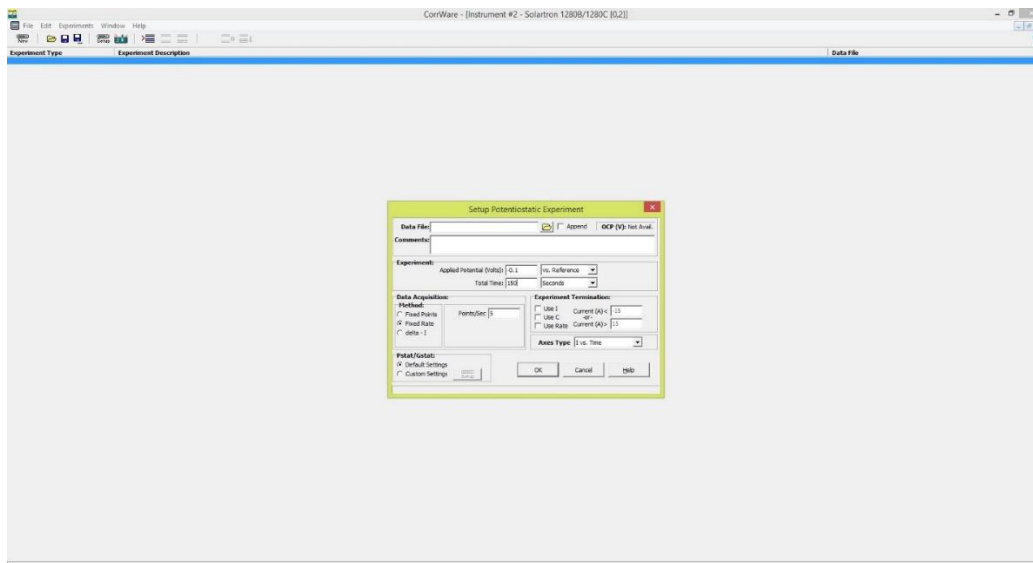 CorrWare - [Instrument #2 - Solartron 1280B/1280C [0,2]]
File Edit Experiments Window Help
New Setup
Experiment Type Experiment Description Data File
Setup Potentiostatic Experiment
Data File: Append OCP (V): Not Avail.
Comments:
Experiment:
Applied Potential (Volts): -0.1 vs. Reference
Total Time: 150 Seconds
Data Acquisition: Experiment Termination:
Method:
Fixed Points Points/Sec 5 Use I Current (A)< -15
Fixed Rate Use C -or-
delta - I Use Rate Current (A)> 15
Axes Type I vs. Time
Pstat/Gstat:
Default Settings
Custom Settings Setup OK Cancel Help